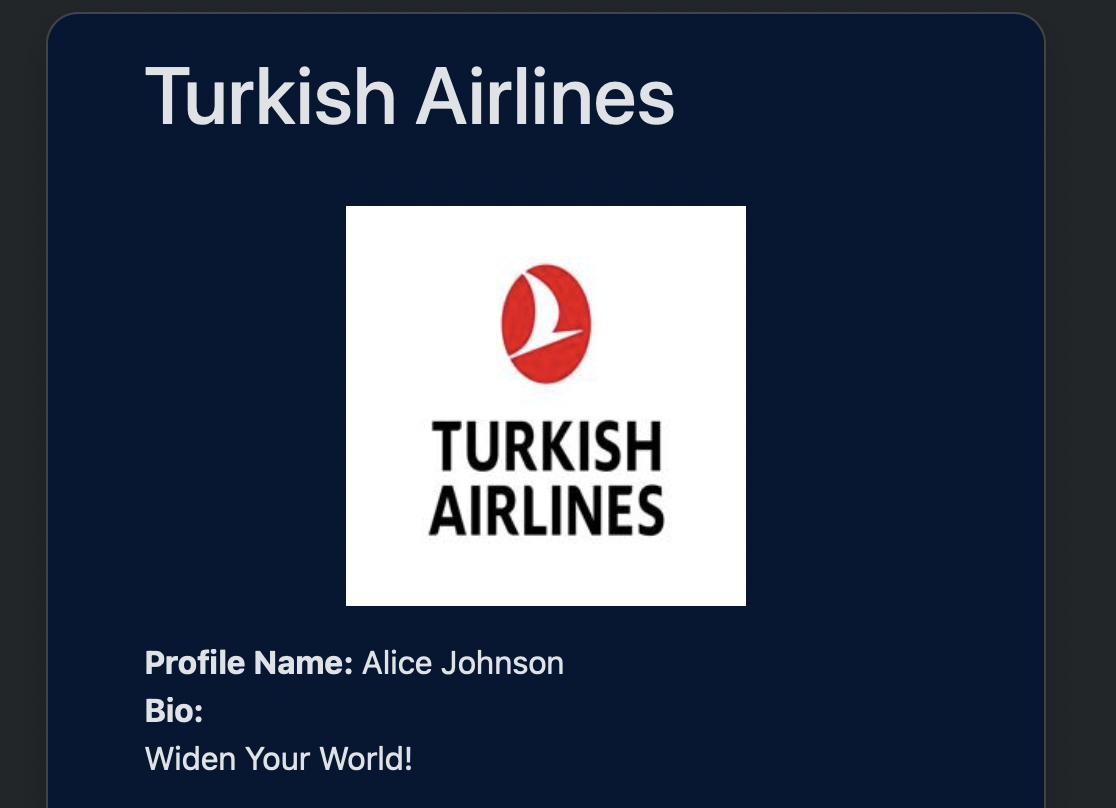 Turkish Airlines
TURKISH
AIRLINES
Profile Name: Alice Johnson
Bio:
Widen Your World!